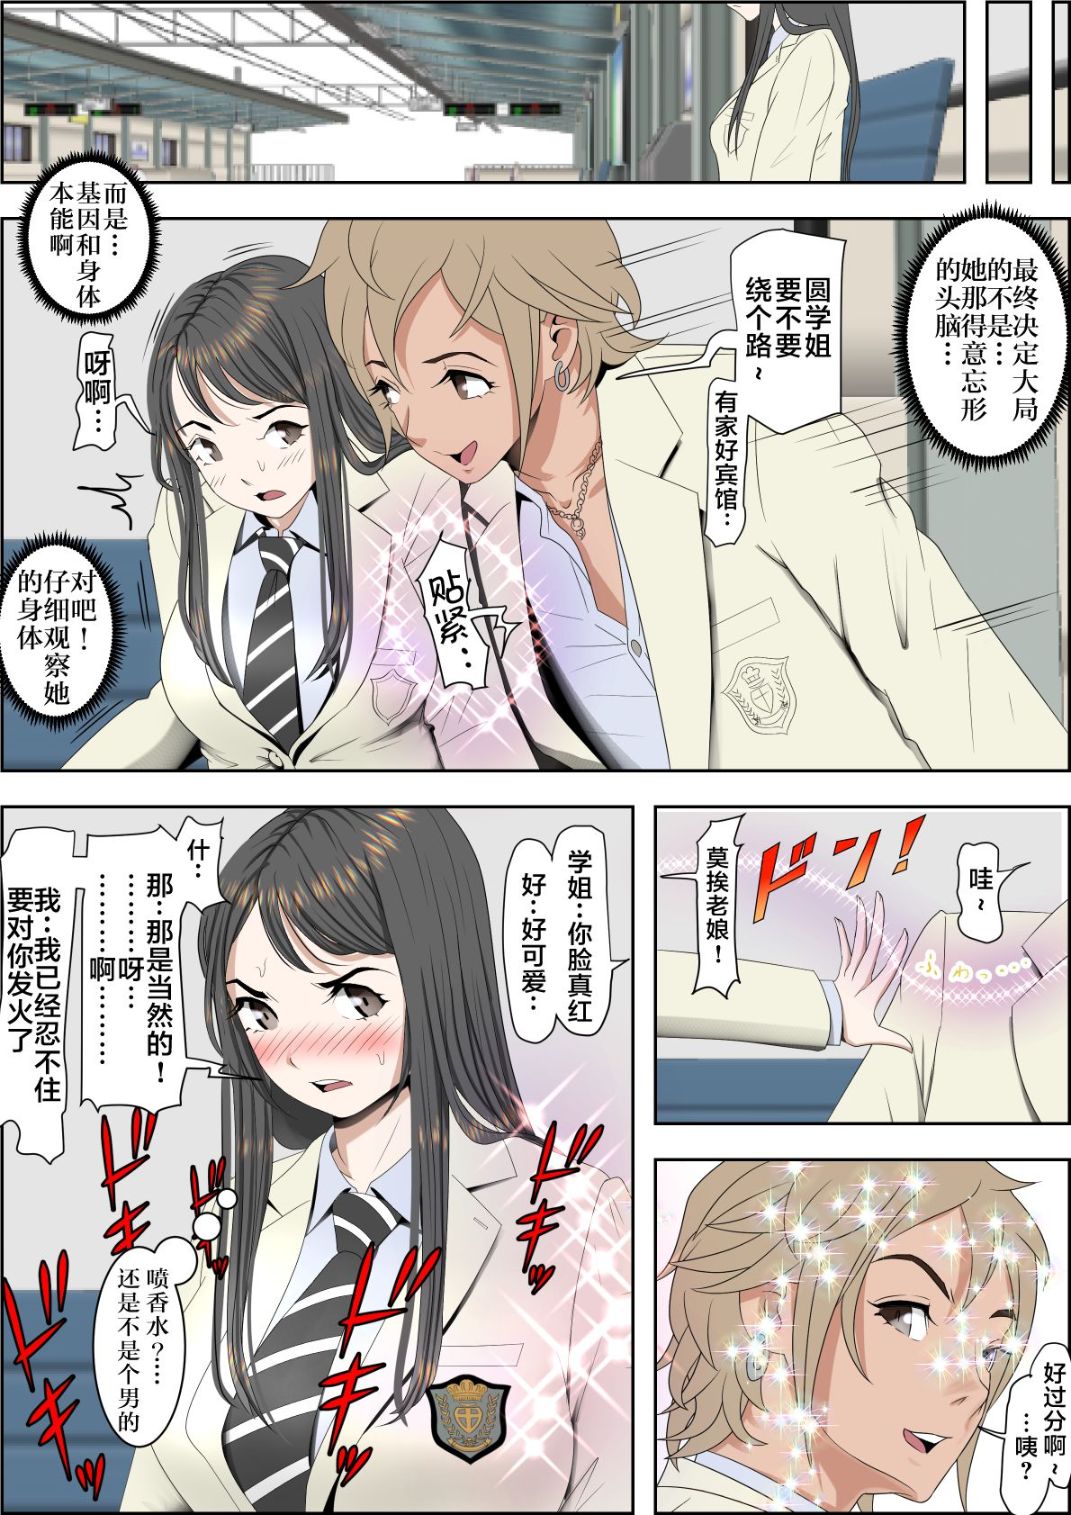 最终决定大局
的不是…
她那得意忘形
的头脑…
圆学姐
要不要
绕个路~
有家好宾馆…
而是…
基因和身体
本能啊
呀啊…
贴紧..
对吧！
仔细观察她
的身体
哇~
ふわっ…
ドン！
莫挨老娘！
好过分啊~
…咦？
学姐…你脸真红
好…好可爱…
什…
那…那是当然的！
………呀…
………啊………
我…我已经忍不住
要对你发火了
喷香水？…
还是不是个男的
ドキ
ドキ
ドキ
ドキ
ドキ